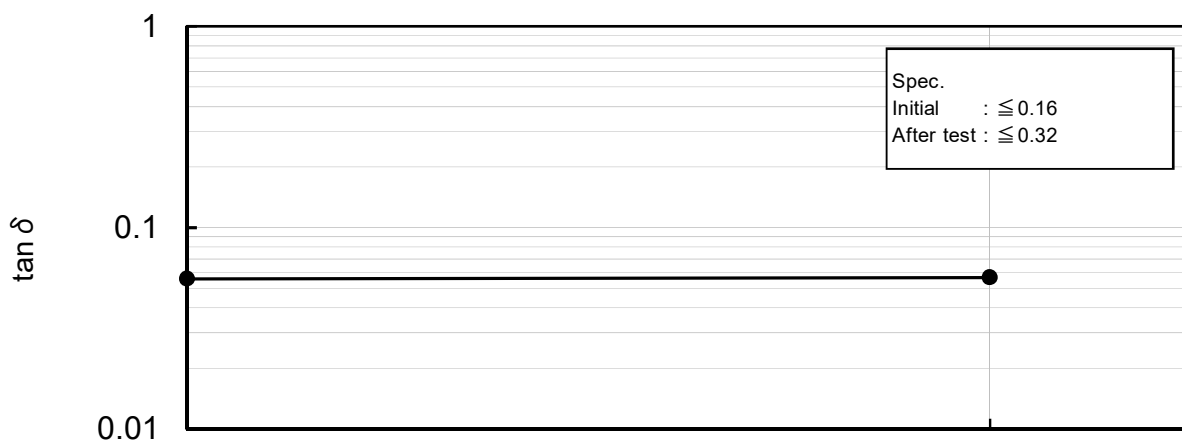 1
Spec.
Initial : ≦0.16
After test : ≦0.32
0.1
tan δ
0.01